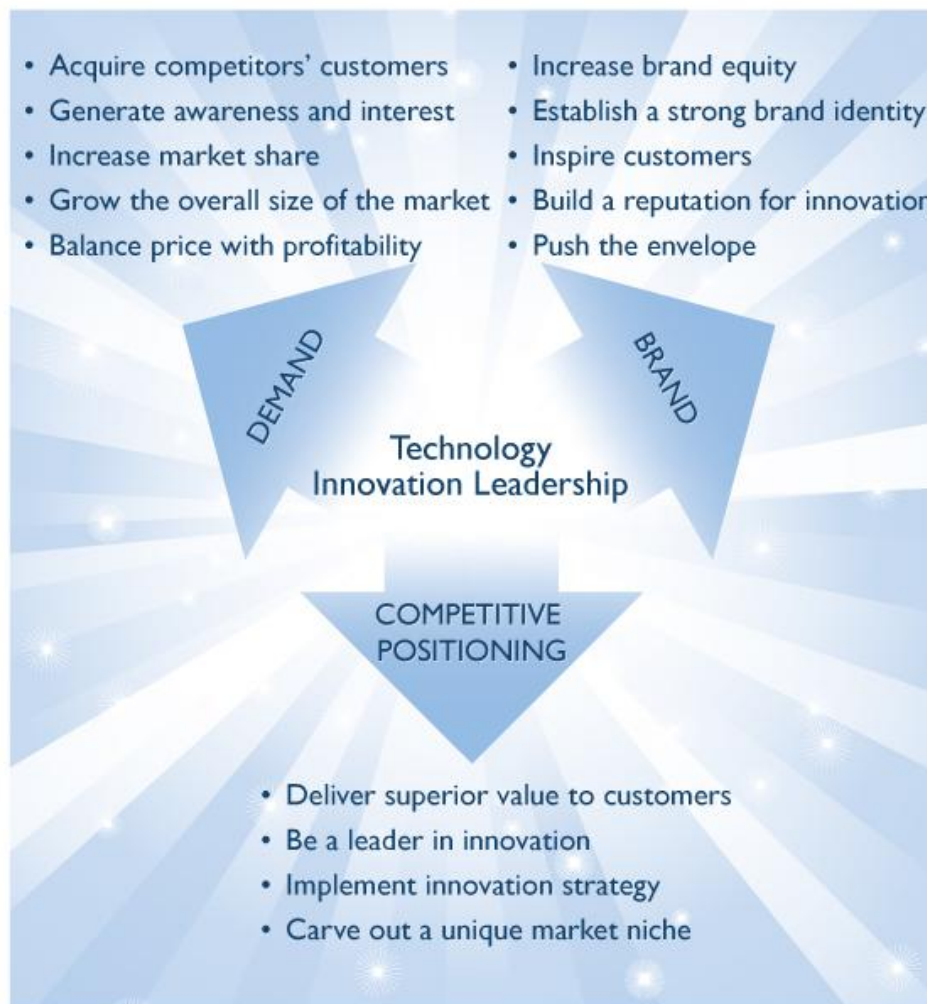 • Acquire competitors' customers
• Generate awareness and interest
• Increase market share
• Grow the overall size of the market
• Balance price with profitability
• Increase brand equity
• Establish a strong brand identity
• Inspire customers
• Build a reputation for innovation
• Push the envelope
DEMAND
BRAND
Technology
Innovation Leadership
COMPETITIVE
POSITIONING
• Deliver superior value to customers
• Be a leader in innovation
• Implement innovation strategy
• Carve out a unique market niche